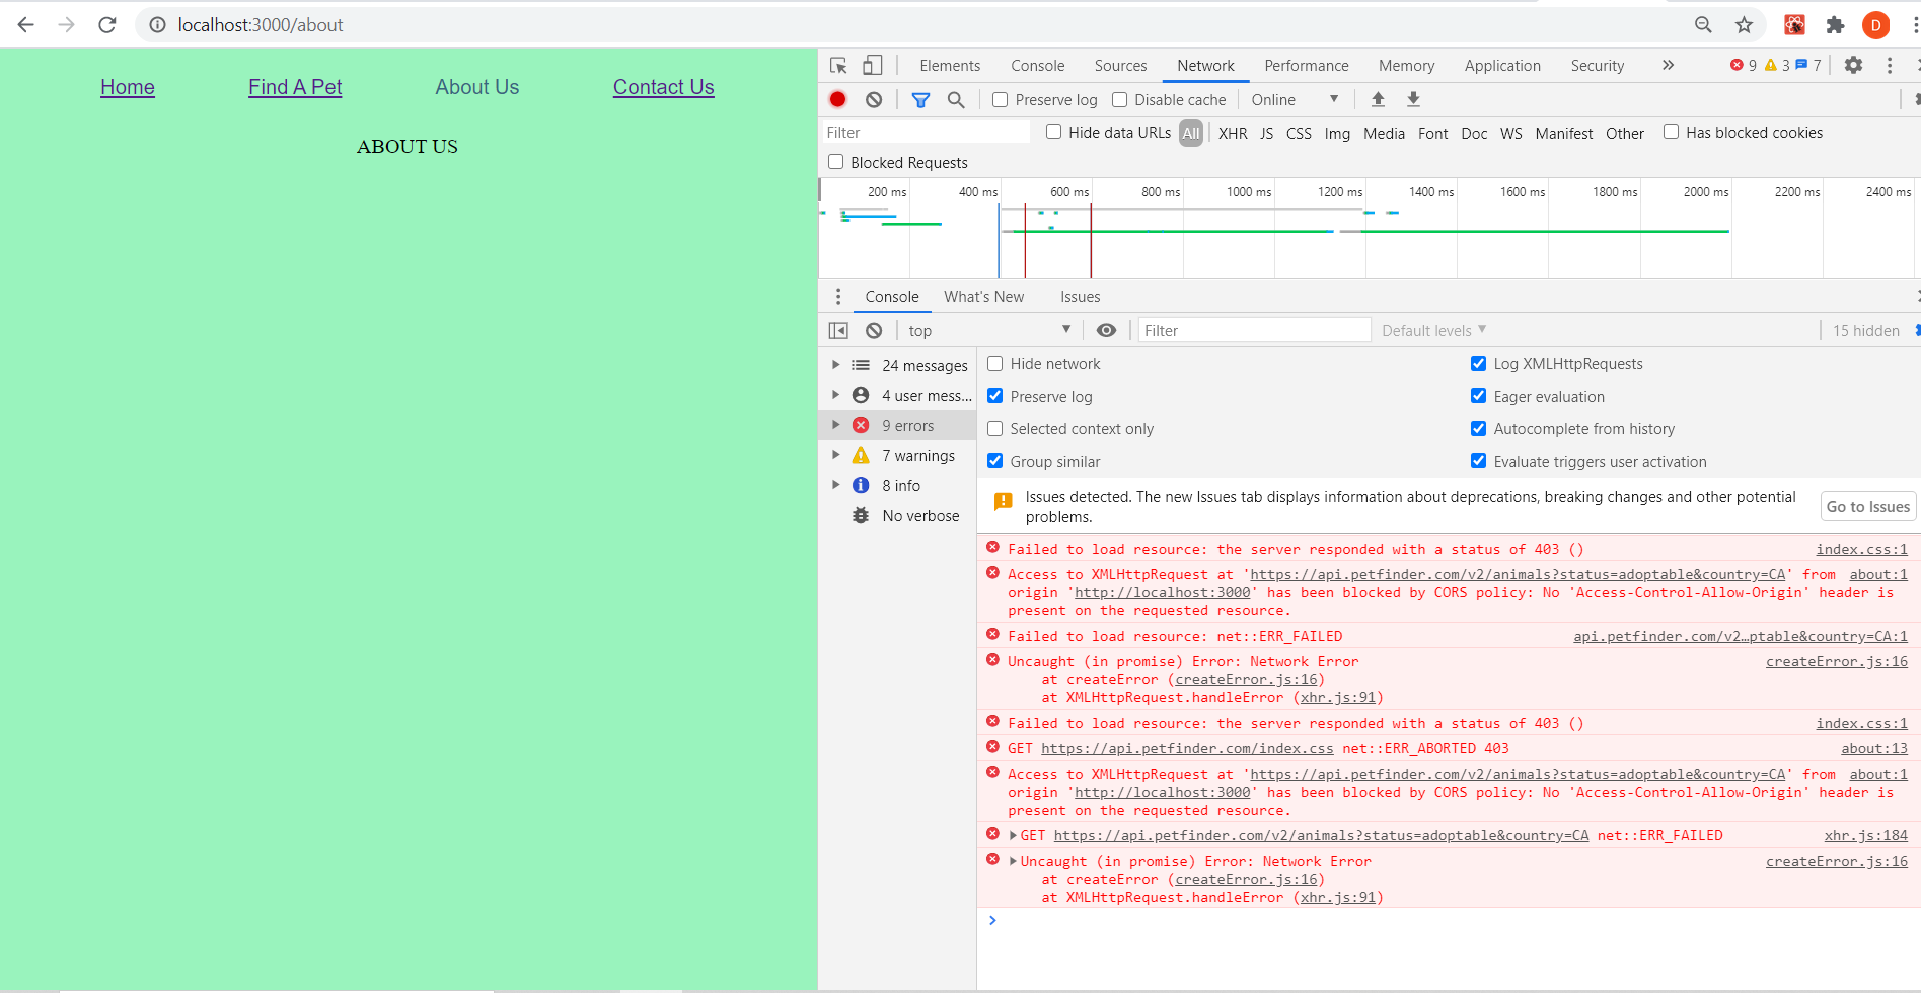 localhost:3000/about
D
Home
Find A Pet
About Us
Contact Us
ABOUT US
Elements
Console
Sources
Network
Performance
Memory
Application
Security
»
9
3
7
Preserve log
Disable cache
Online
Filter
Hide data URLs
All
XHR
JS
CSS
Img
Media
Font
Doc
WS
Manifest
Other
Has blocked cookies
Blocked Requests
200 ms
400 ms
600 ms
800 ms
1000 ms
1200 ms
1400 ms
1600 ms
1800 ms
2000 ms
2200 ms
2400 ms
Console
What's New
Issues
top
Filter
Default levels
15 hidden
24 messages
4 user mess...
9 errors
7 warnings
8 info
No verbose
Hide network
Log XMLHttpRequests
Preserve log
Eager evaluation
Selected context only
Autocomplete from history
Group similar
Evaluate triggers user activation
Issues detected. The new Issues tab displays information about deprecations, breaking changes and other potential
problems.
Go to Issues
Failed to load resource: the server responded with a status of 403 () index.css:1
Access to XMLHttpRequest at 'https://api.petfinder.com/v2/animals?status=adoptable&country=CA' from about:1
origin 'http://localhost:3000' has been blocked by CORS policy: No 'Access-Control-Allow-Origin' header is
present on the requested resource.
Failed to load resource: net::ERR_FAILED api.petfinder.com/v2…ptable&country=CA:1
Uncaught (in promise) Error: Network Error createError.js:16
at createError (createError.js:16)
at XMLHttpRequest.handleError (xhr.js:91)
Failed to load resource: the server responded with a status of 403 () index.css:1
GET https://api.petfinder.com/index.css net::ERR_ABORTED 403 about:13
Access to XMLHttpRequest at 'https://api.petfinder.com/v2/animals?status=adoptable&country=CA' from about:1
origin 'http://localhost:3000' has been blocked by CORS policy: No 'Access-Control-Allow-Origin' header is
present on the requested resource.
GET https://api.petfinder.com/v2/animals?status=adoptable&country=CA net::ERR_FAILED xhr.js:184
Uncaught (in promise) Error: Network Error createError.js:16
at createError (createError.js:16)
at XMLHttpRequest.handleError (xhr.js:91)